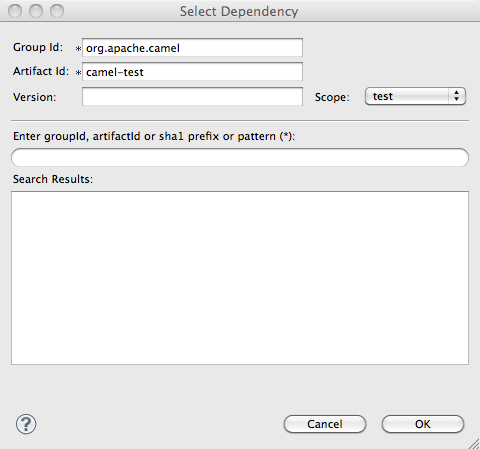 Select Dependency
Group Id: * org.apache.camel
Artifact Id: * camel-test
Version: Scope: test
Enter groupId, artifactId or sha1 prefix or pattern (*):
Search Results:
? Cancel OK